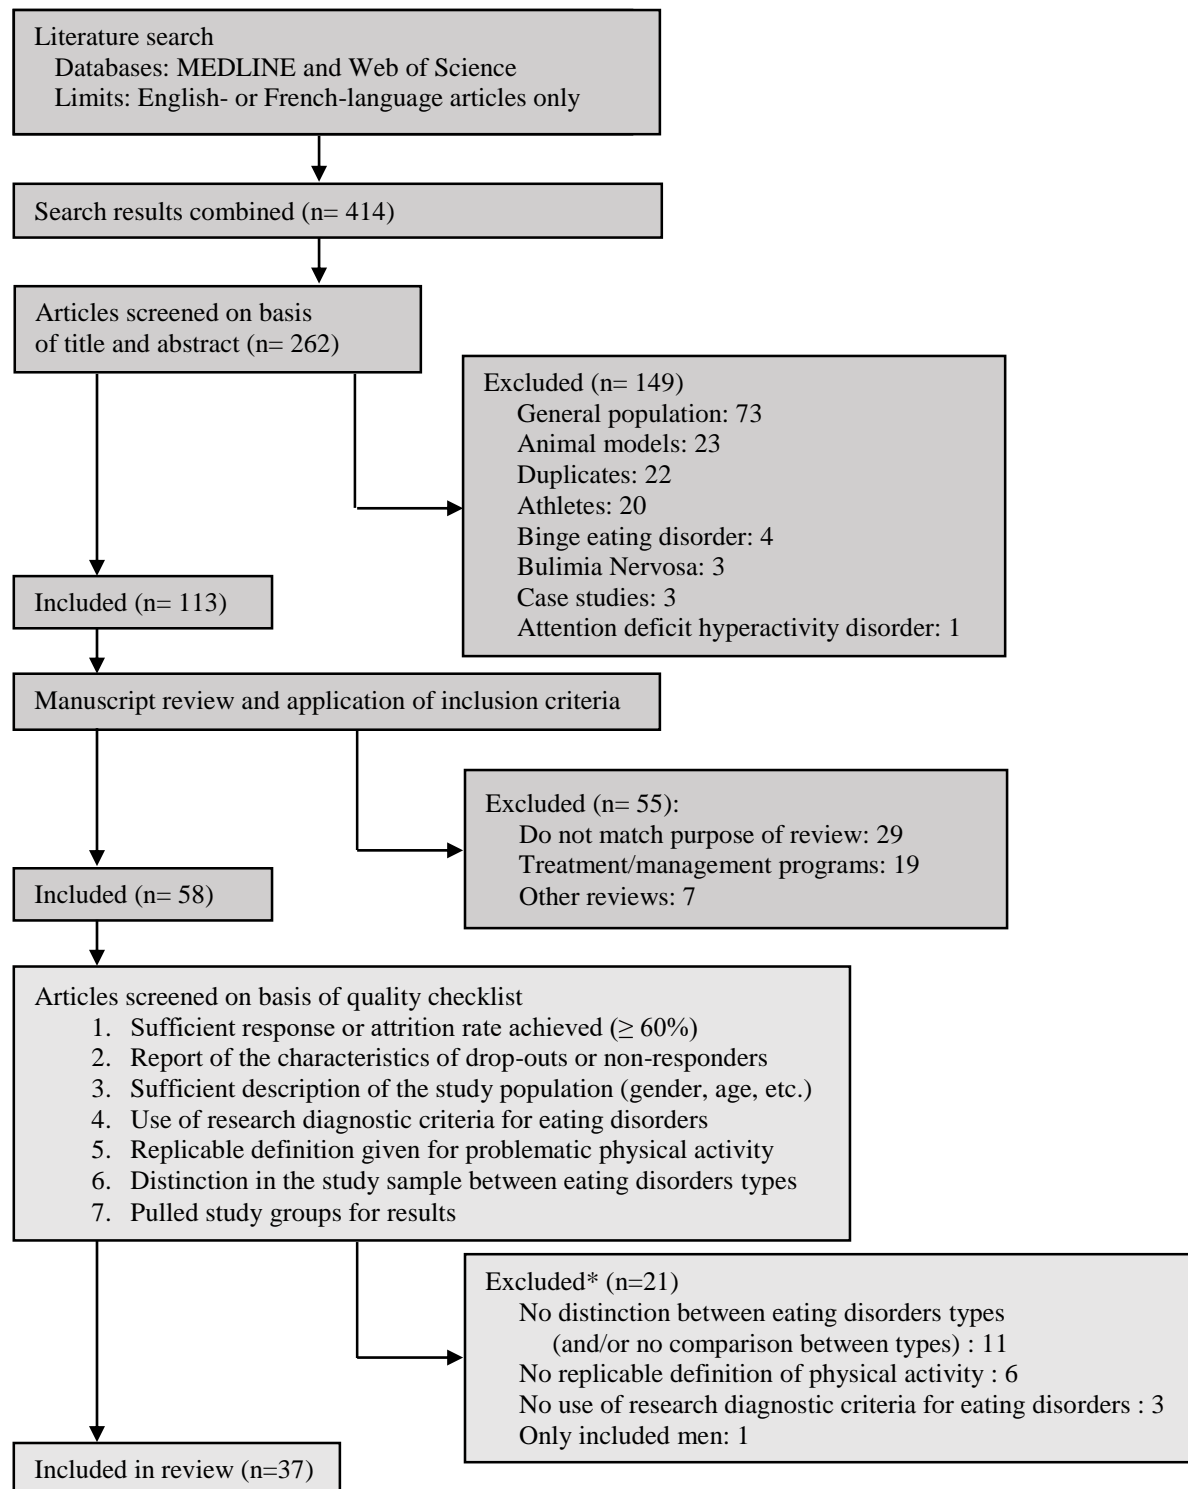 Literature search
Databases: MEDLINE and Web of Science
Limits: English- or French-language articles only
Search results combined (n= 414)
Articles screened on basis
of title and abstract (n= 262)
Excluded (n= 149)
General population: 73
Animal models: 23
Duplicates: 22
Athletes: 20
Binge eating disorder: 4
Bulimia Nervosa: 3
Case studies: 3
Attention deficit hyperactivity disorder: 1
Included (n= 113)
Manuscript review and application of inclusion criteria
Excluded (n= 55):
Do not match purpose of review: 29
Treatment/management programs: 19
Other reviews: 7
Included (n= 58)
Articles screened on basis of quality checklist
1. Sufficient response or attrition rate achieved (≥ 60%)
2. Report of the characteristics of drop-outs or non-responders
3. Sufficient description of the study population (gender, age, etc.)
4. Use of research diagnostic criteria for eating disorders
5. Replicable definition given for problematic physical activity
6. Distinction in the study sample between eating disorders types
7. Pulled study groups for results
Excluded* (n=21)
No distinction between eating disorders types
(and/or no comparison between types) : 11
No replicable definition of physical activity : 6
No use of research diagnostic criteria for eating disorders : 3
Only included men: 1
Included in review (n=37)